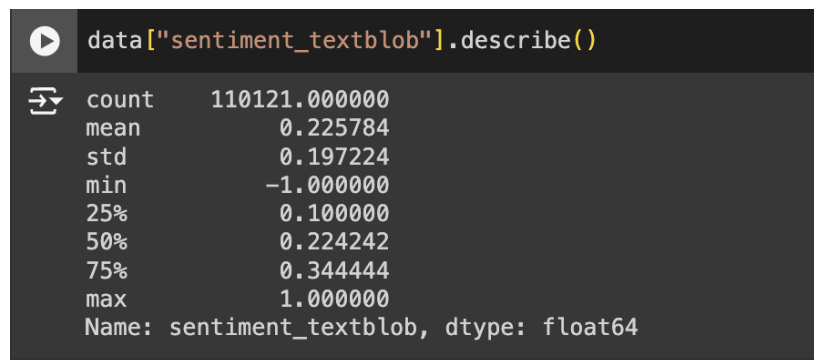 data["sentiment_textblob"].describe()
count    110121.000000
mean          0.225784
std           0.197224
min          -1.000000
25%           0.100000
50%           0.224242
75%           0.344444
max           1.000000
Name: sentiment_textblob, dtype: float64